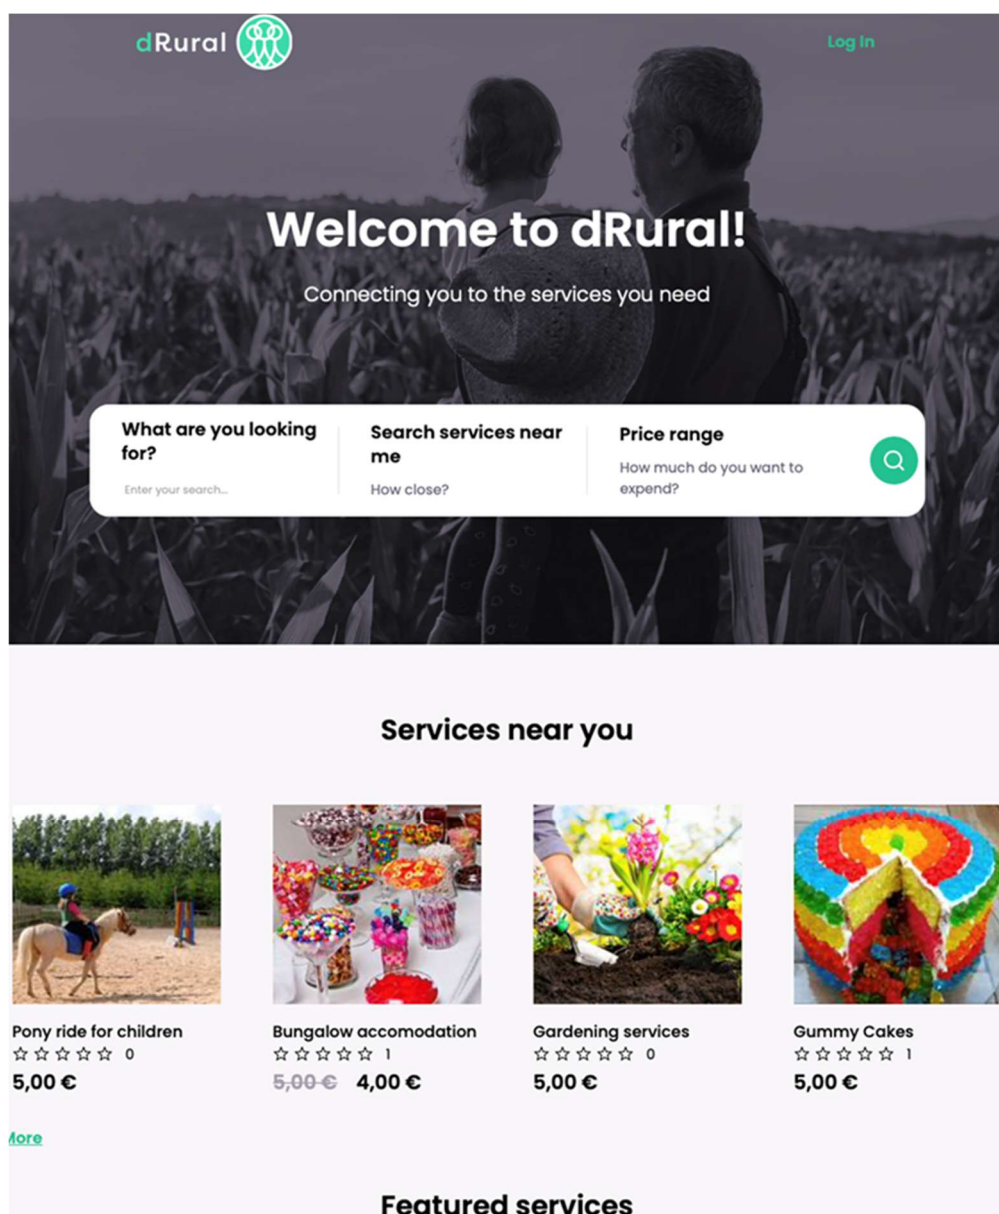 dRural
Log In
Welcome to dRural!
Connecting you to the services you need
What are you looking
for?
Enter your search...
Search services near
me
How close?
Price range
How much do you want to
expend?
Services near you
Pony ride for children
0
5,00 €
Bungalow accomodation
1
5,00 € 4,00 €
Gardening services
0
5,00 €
Gummy Cakes
1
5,00 €
More
Featured services